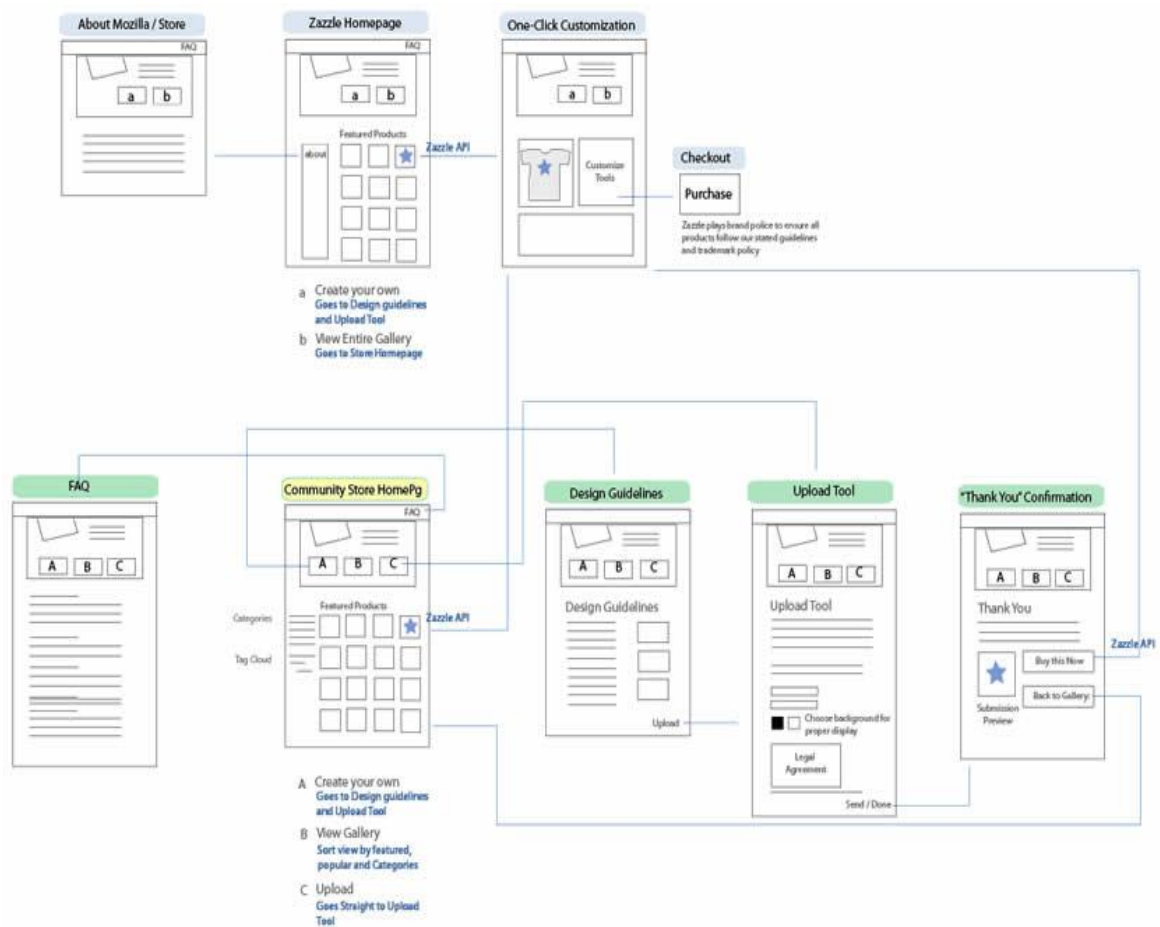 About Mozilla / Store
Zazzle Homepage
One-Click Customization
FAQ
a b
FAQ
a b
Featured Products
about
Zazzle API
a b
Customize
Tools
Checkout
Purchase
Zazzle plays brand police to ensure all
products follow our stated guidelines
and trademark policy
a Create your own
Goes to Design guidelines
and Upload Tool
b View Entire Gallery
Goes to Store Homepage
FAQ
Community Store HomePg
Design Guidelines
Upload Tool
"Thank You" Confirmation
A B C
FAQ
A B C
Categories
Tag Cloud
Featured Products
Zazzle API
A B C
Design Guidelines
Upload
A B C
Upload Tool
Choose background for
proper display
Legal
Agreement
Send / Done
A B C
Thank You
Zazzle API
Buy this Now
Back to Gallery
Submission
Preview
A Create your own
Goes to Design guidelines
and Upload Tool
B View Gallery
Sort view by featured,
popular and Categories
C Upload
Goes Straight to Upload
Tool